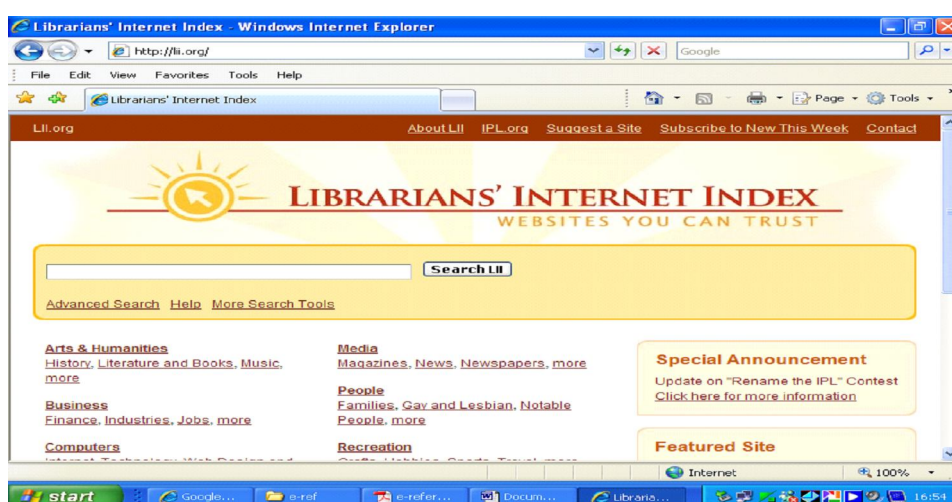 Librarians' Internet Index - Windows Internet Explorer
http://lii.org/
Google
File Edit View Favorites Tools Help
Librarians' Internet Index
Page Tools
LII.org About LII IPL.org Suggest a Site Subscribe to New This Week Contact
LIBRARIANS' INTERNET INDEX
WEBSITES YOU CAN TRUST
Search LII
Advanced Search Help More Search Tools
Arts & Humanities
History, Literature and Books, Music,
more
Business
Finance, Industries, Jobs, more
Computers
Media
Magazines, News, Newspapers, more
People
Families, Gay and Lesbian, Notable
People, more
Recreation
Special Announcement
Update on "Rename the IPL" Contest
Click here for more information
Featured Site
Internet 100%
start Google... e-ref e-refer... Docum... Libraria... 16:54